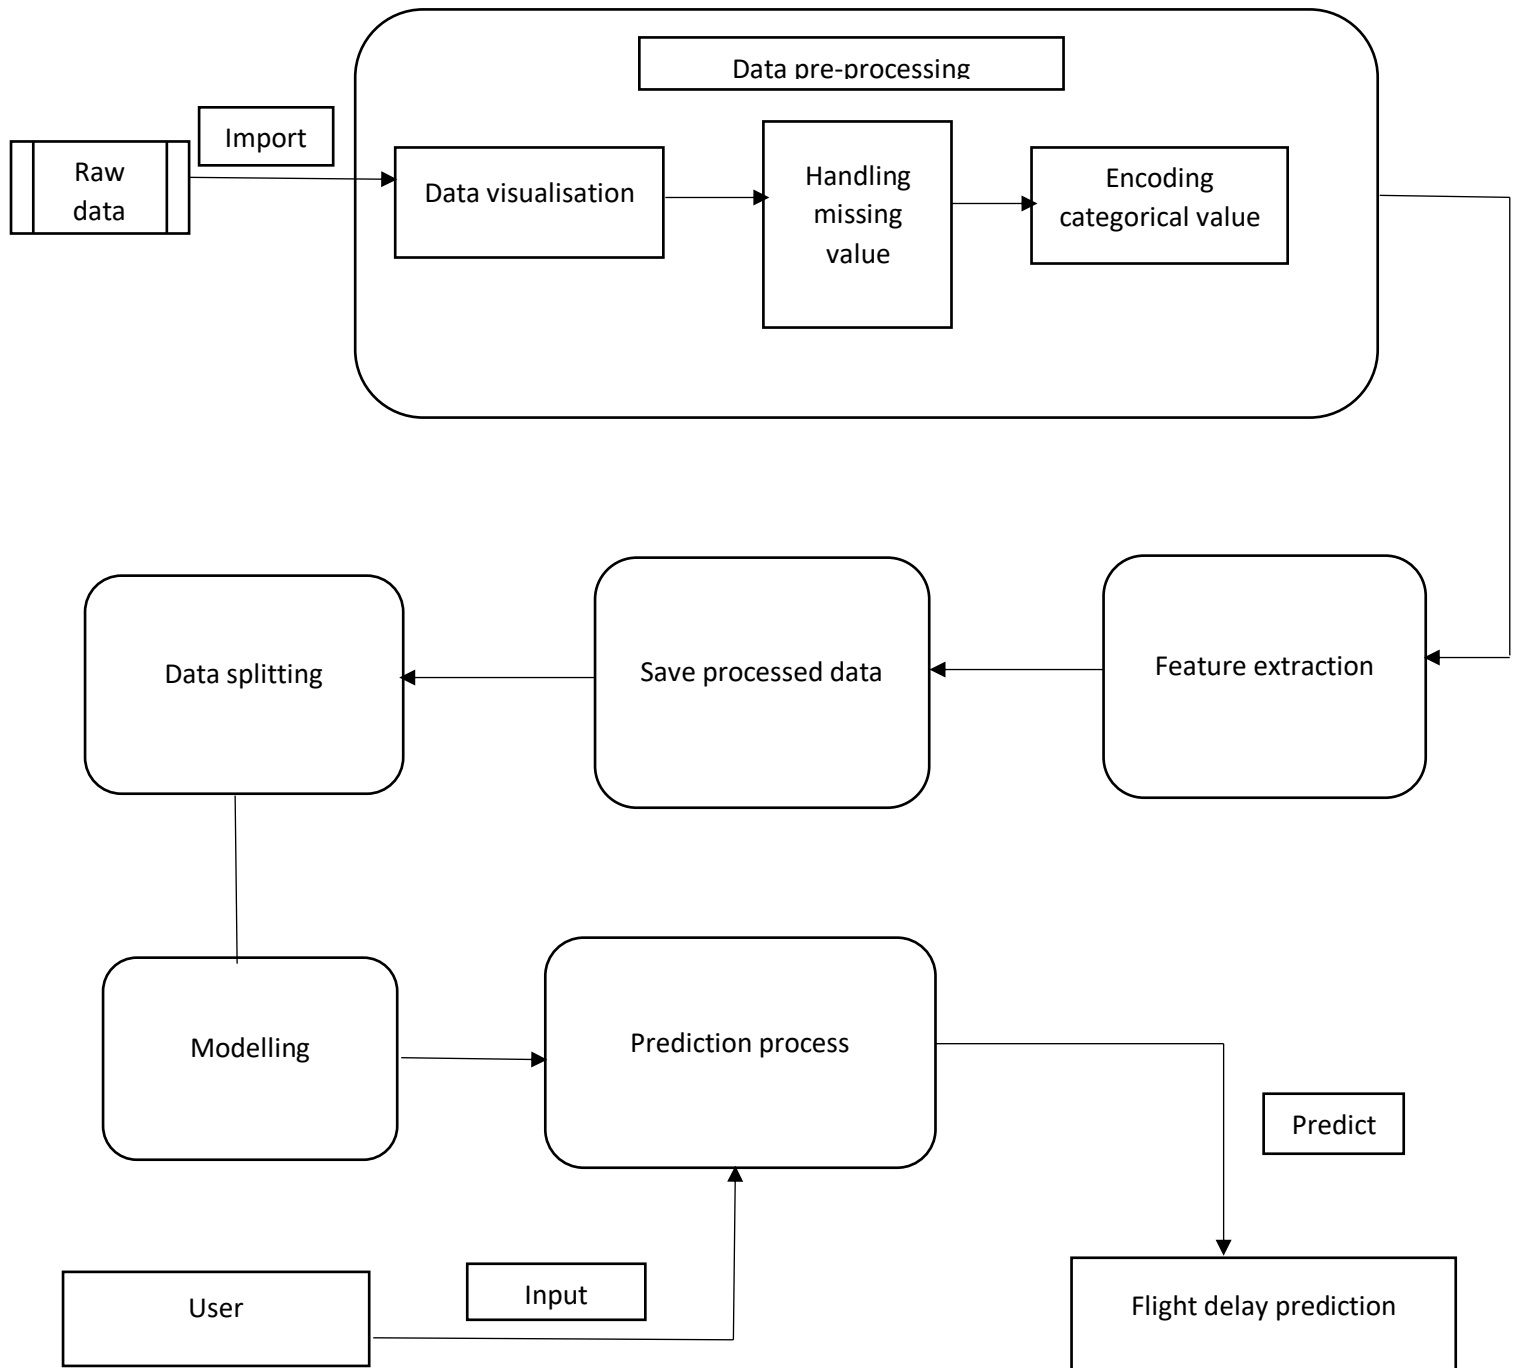 Data pre-processing
Import
Raw
data
Data visualisation
Handling
missing
value
Encoding
categorical value
Data splitting
Save processed data
Feature extraction
Modelling
Prediction process
Predict
User
Input
Flight delay prediction